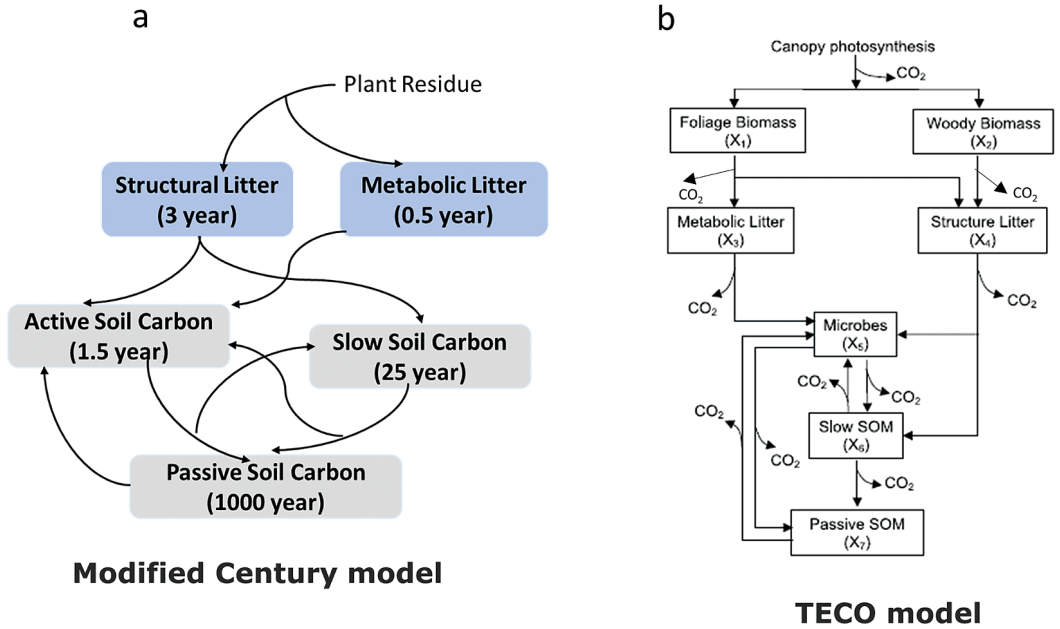 a
Plant Residue
Structural Litter
(3 year)
Metabolic Litter
(0.5 year)
Active Soil Carbon
(1.5 year)
Slow Soil Carbon
(25 year)
Passive Soil Carbon
(1000 year)
Modified Century model
b
Canopy photosynthesis
CO₂
Foliage Biomass
(X₁)
Woody Biomass
(X₂)
CO₂
CO₂
Metabolic Litter
(X₃)
Structure Litter
(X₄)
CO₂
CO₂
Microbes
(X₅)
CO₂
CO₂
CO₂
Slow SOM
(X₆)
CO₂
CO₂
Passive SOM
(X₇)
TECO model